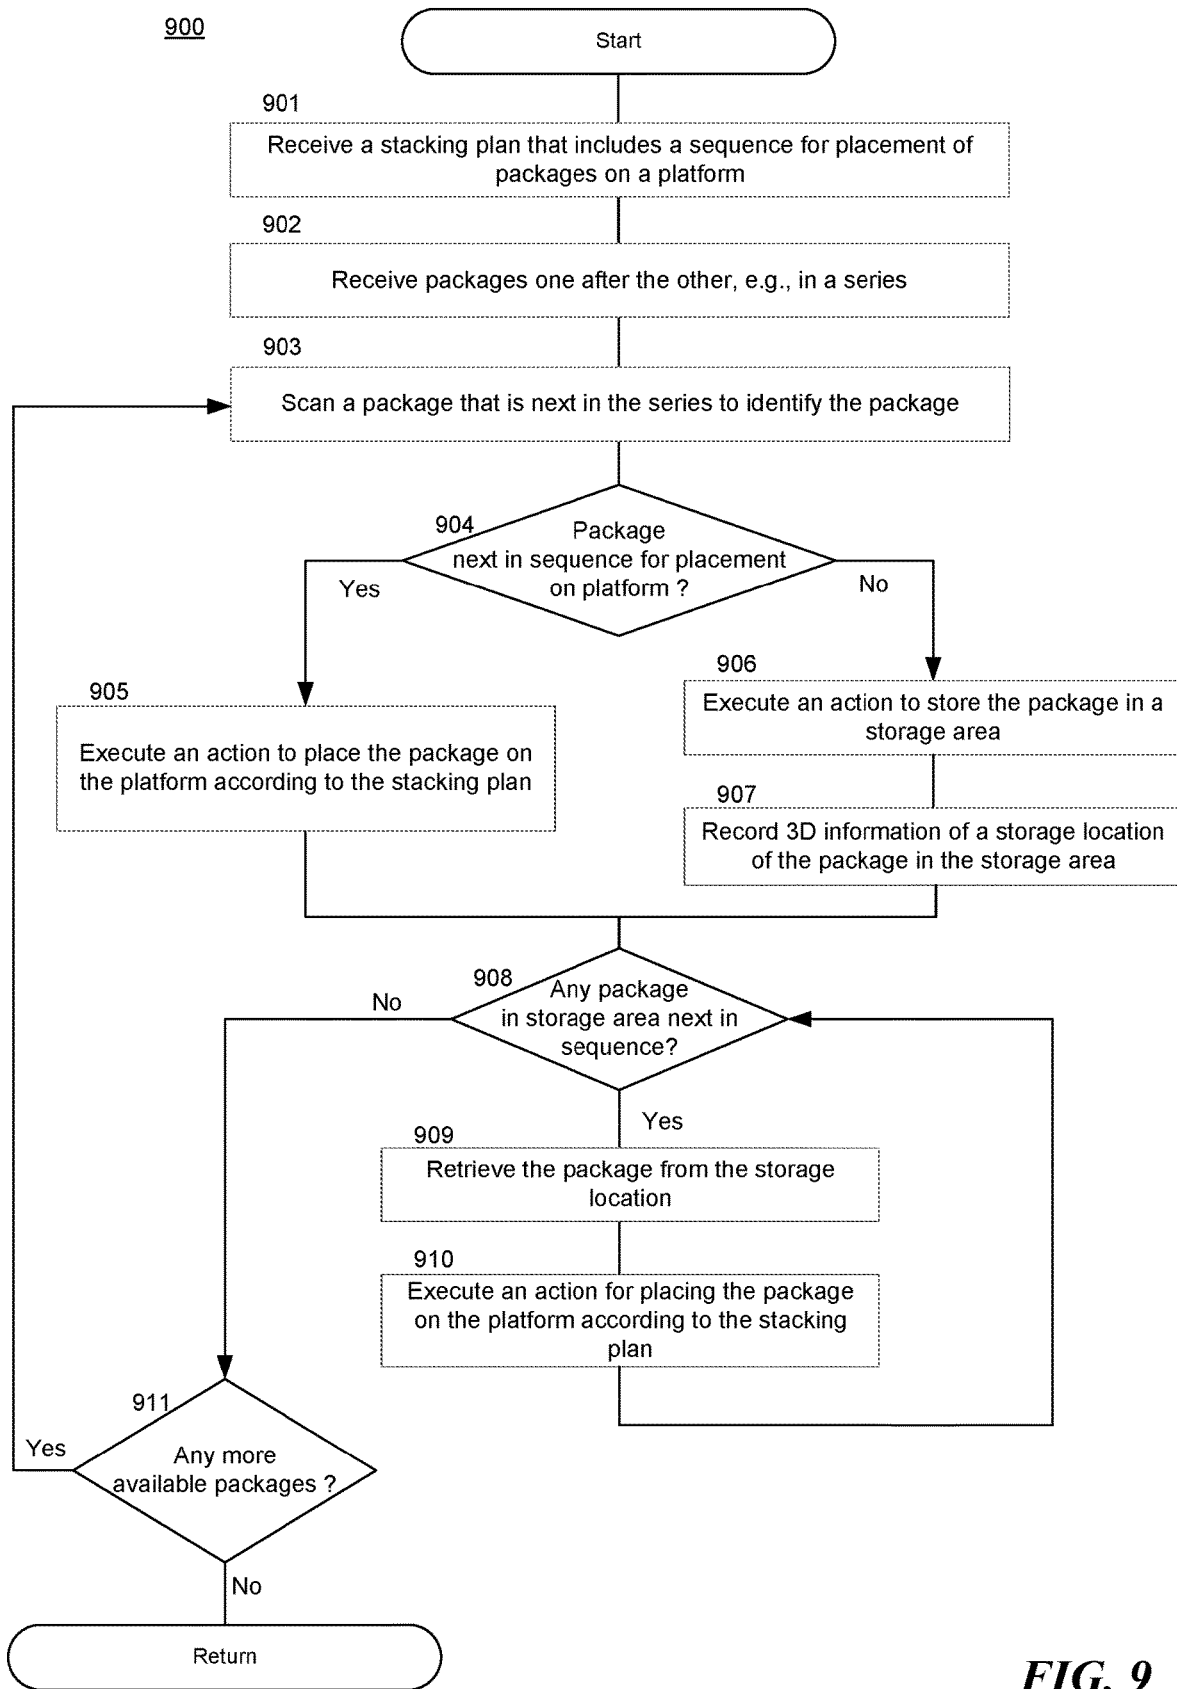 900
Start
901
Receive a stacking plan that includes a sequence for placement of
packages on a platform
902
Receive packages one after the other, e.g., in a series
903
Scan a package that is next in the series to identify the package
904
Package
next in sequence for placement
on platform ?
Yes
No
905
Execute an action to place the package on
the platform according to the stacking plan
906
Execute an action to store the package in a
storage area
907
Record 3D information of a storage location
of the package in the storage area
908
Any package
in storage area next in
sequence?
No
Yes
909
Retrieve the package from the storage
location
910
Execute an action for placing the package
on the platform according to the stacking
plan
911
Any more
available packages ?
Yes
No
Return
FIG. 9